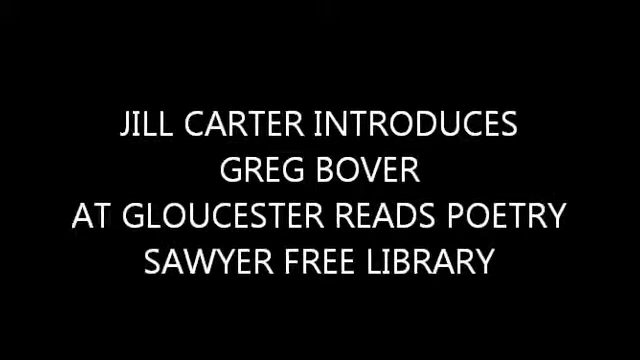 JILL CARTER INTRODUCES
GREG BOVER
AT GLOUCESTER READS POETRY
SAWYER FREE LIBRARY